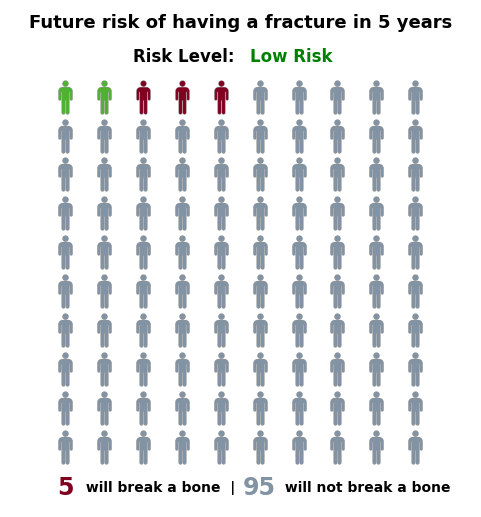 Future risk of having a fracture in 5 years
Risk Level: Low Risk
5 will break a bone | 95 will not break a bone